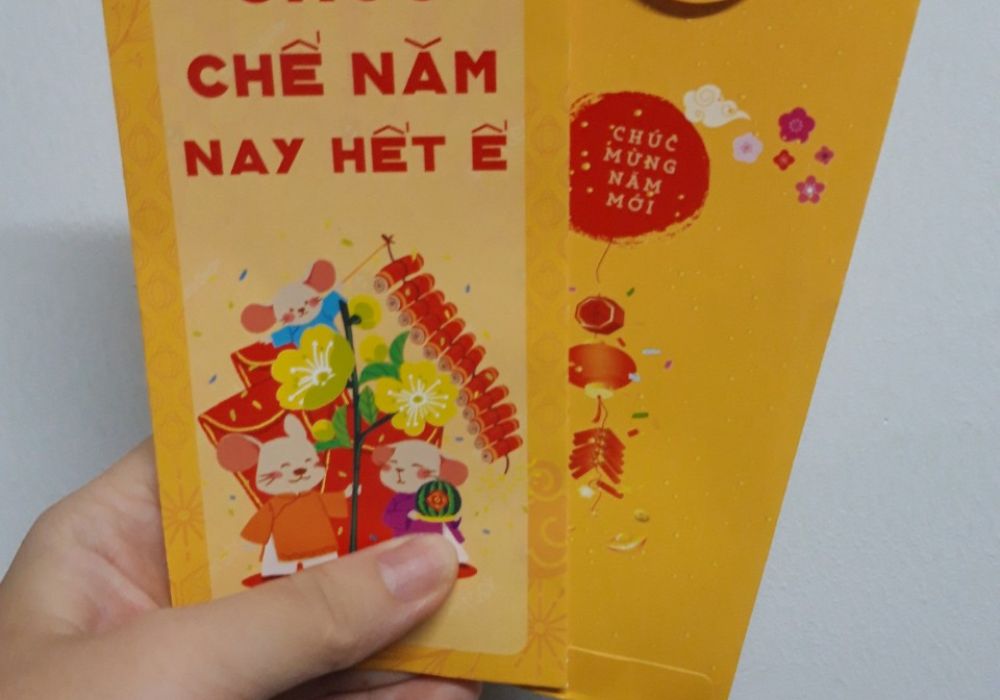 CHẾ NĂM
NAY HẾT Ế
CHÚC
MỪNG
NĂM
MỚI